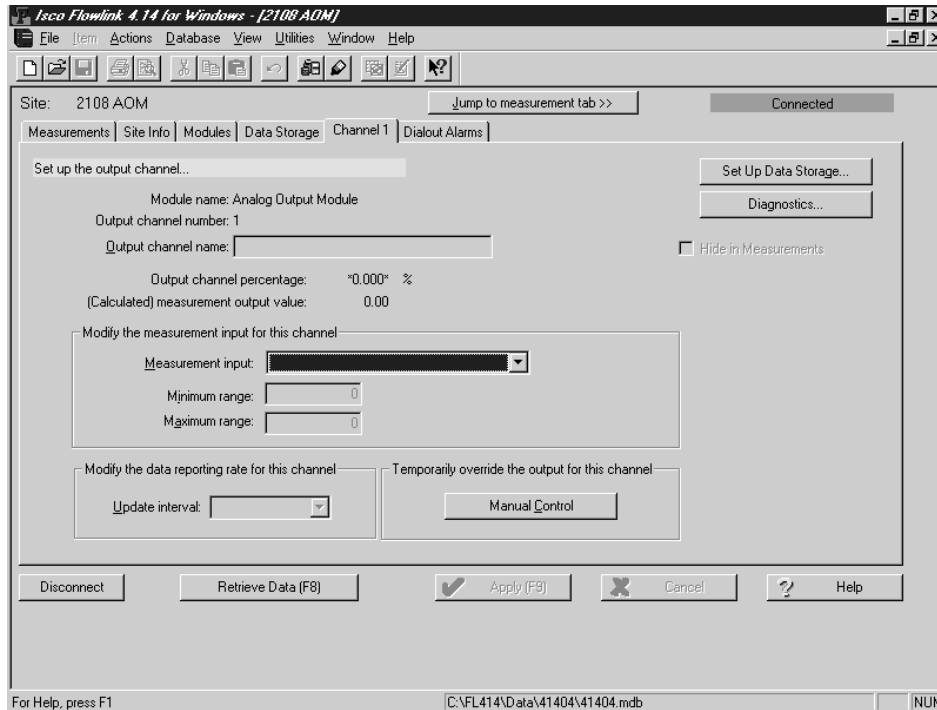 Isco Flowlink 4.14 for Windows - [2108 AOM]
File Item Actions Database View Utilities Window Help
Site: 2108 AOM Jump to measurement tab >> Connected
Measurements Site Info Modules Data Storage Channel 1 Dialout Alarms
Set up the output channel... Set Up Data Storage...
Module name: Analog Output Module Diagnostics...
Output channel number: 1
Output channel name: Hide in Measurements
Output channel percentage: *0.000* %
(Calculated) measurement output value: 0.00
Modify the measurement input for this channel
Measurement input:
Minimum range: 0
Maximum range: 0
Modify the data reporting rate for this channel Temporarily override the output for this channel
Update interval: Manual Control
Disconnect Retrieve Data (F8) Apply (F9) Cancel ? Help
For Help, press F1 C:\FL414\Data\41404\41404.mdb NUM